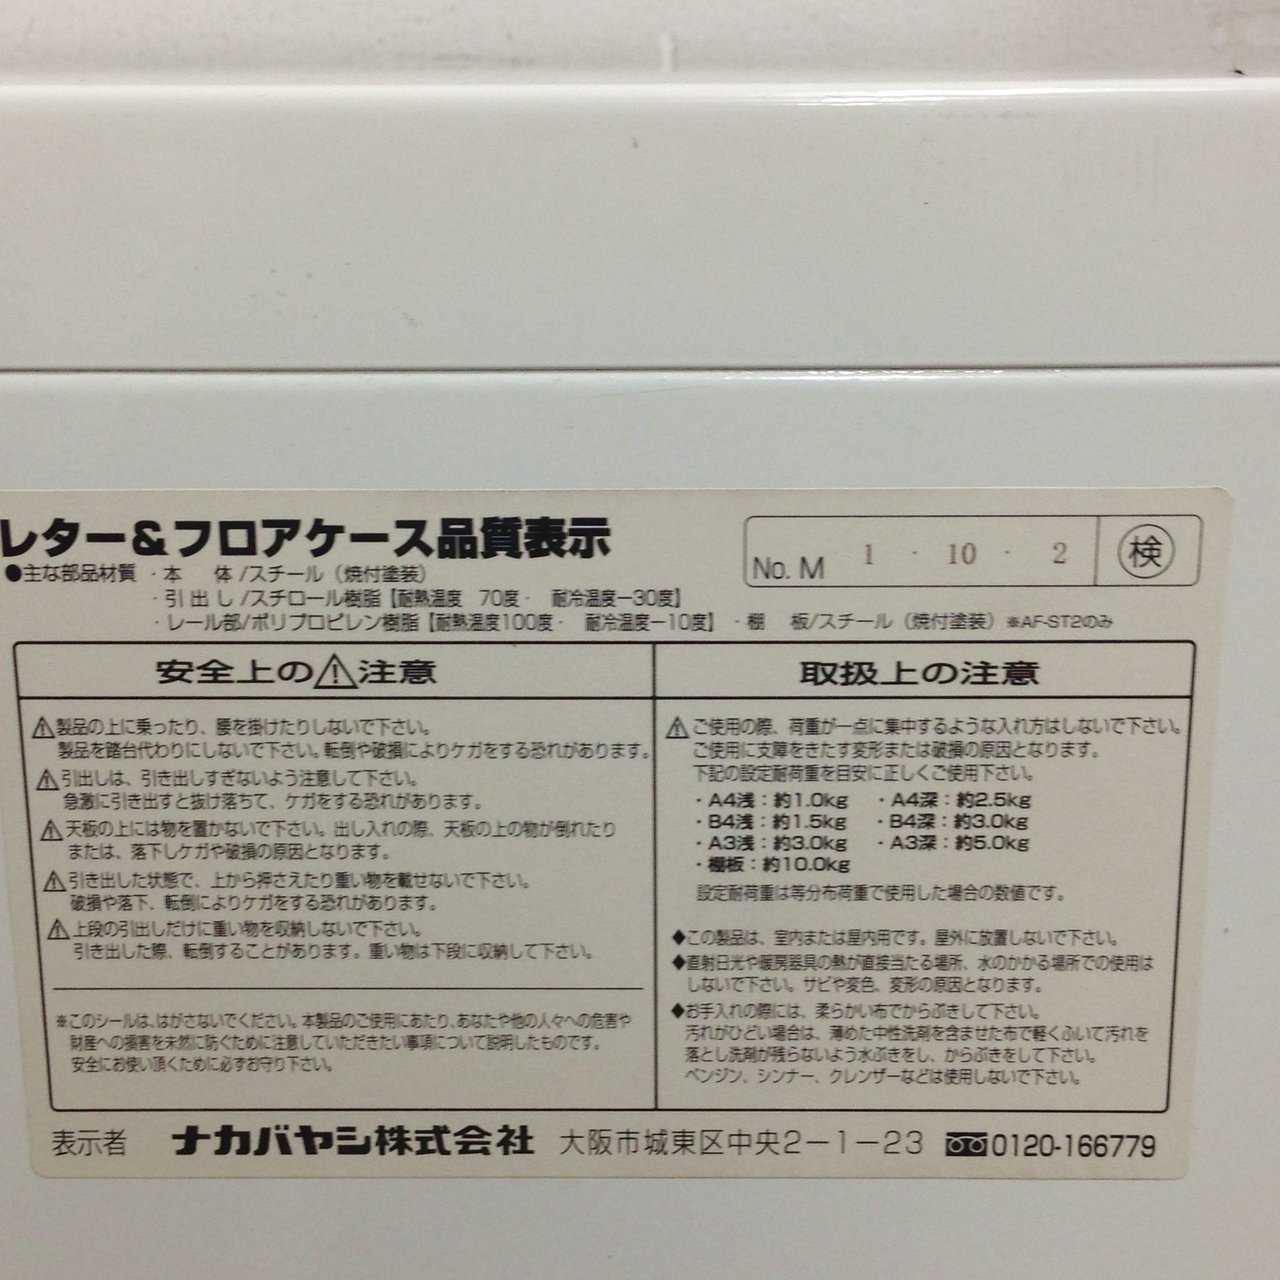 レター&フロアケース品質表示
No. M 1 · 10 · 2 検
●主な部品材質 ・本 体/スチール（焼付塗装）
・引出し/スチロール樹脂【耐熱温度 70度・ 耐冷温度－30度】
・レール部/ポリプロピレン樹脂【耐熱温度100度・ 耐冷温度－10度】 ・棚 板/スチール（焼付塗装）※AF-ST2のみ
安全上の⚠注意
⚠製品の上に乗ったり、腰を掛けたりしないで下さい。
製品を踏台代わりにしないで下さい。転倒や破損によりケガをする恐れがあります。
⚠引出しは、引き出しすぎないよう注意して下さい。
急激に引き出すと抜け落ちて、ケガをする恐れがあります。
⚠天板の上には物を置かないで下さい。出し入れの際、天板の上の物が倒れたり
または、落下しケガや破損の原因となります。
⚠引き出した状態で、上から押さえたり重い物を載せないで下さい。
破損や落下、転倒によりケガをする恐れがあります。
⚠上段の引出しだけに重い物を収納しないで下さい。
引き出した際、転倒することがあります。重い物は下段に収納して下さい。
※このシールは、はがさないでください。本製品のご使用にあたり、あなたや他の人々への危害や
財産への損害を未然に防ぐために注意していただきたい事項について説明したものです。
安全にお使い頂くために必ずお守り下さい。
取扱上の注意
⚠ご使用の際、荷重が一点に集中するような入れ方はしないで下さい。
ご使用に支障をきたす変形または破損の原因となります。
下記の設定耐荷重を目安に正しくご使用下さい。
・A4浅：約1.0kg ・A4深：約2.5kg
・B4浅：約1.5kg ・B4深：約3.0kg
・A3浅：約3.0kg ・A3深：約5.0kg
・棚板：約10.0kg
設定耐荷重は等分布荷重で使用した場合の数値です。
◆この製品は、室内または屋内用です。屋外に放置しないで下さい。
◆直射日光や暖房器具の熱が直接当たる場所、水のかかる場所での使用は
しないで下さい。サビや変色、変形の原因となります。
◆お手入れの際には、柔らかい布でからぶきして下さい。
汚れがひどい場合は、薄めた中性洗剤を含ませた布で軽くふいて汚れを
落とし洗剤が残らないよう水ぶきをし、からぶきをして下さい。
ベンジン、シンナー、クレンザーなどは使用しないで下さい。
表示者 ナカバヤシ株式会社 大阪市城東区中央2－1－23 0120-166779